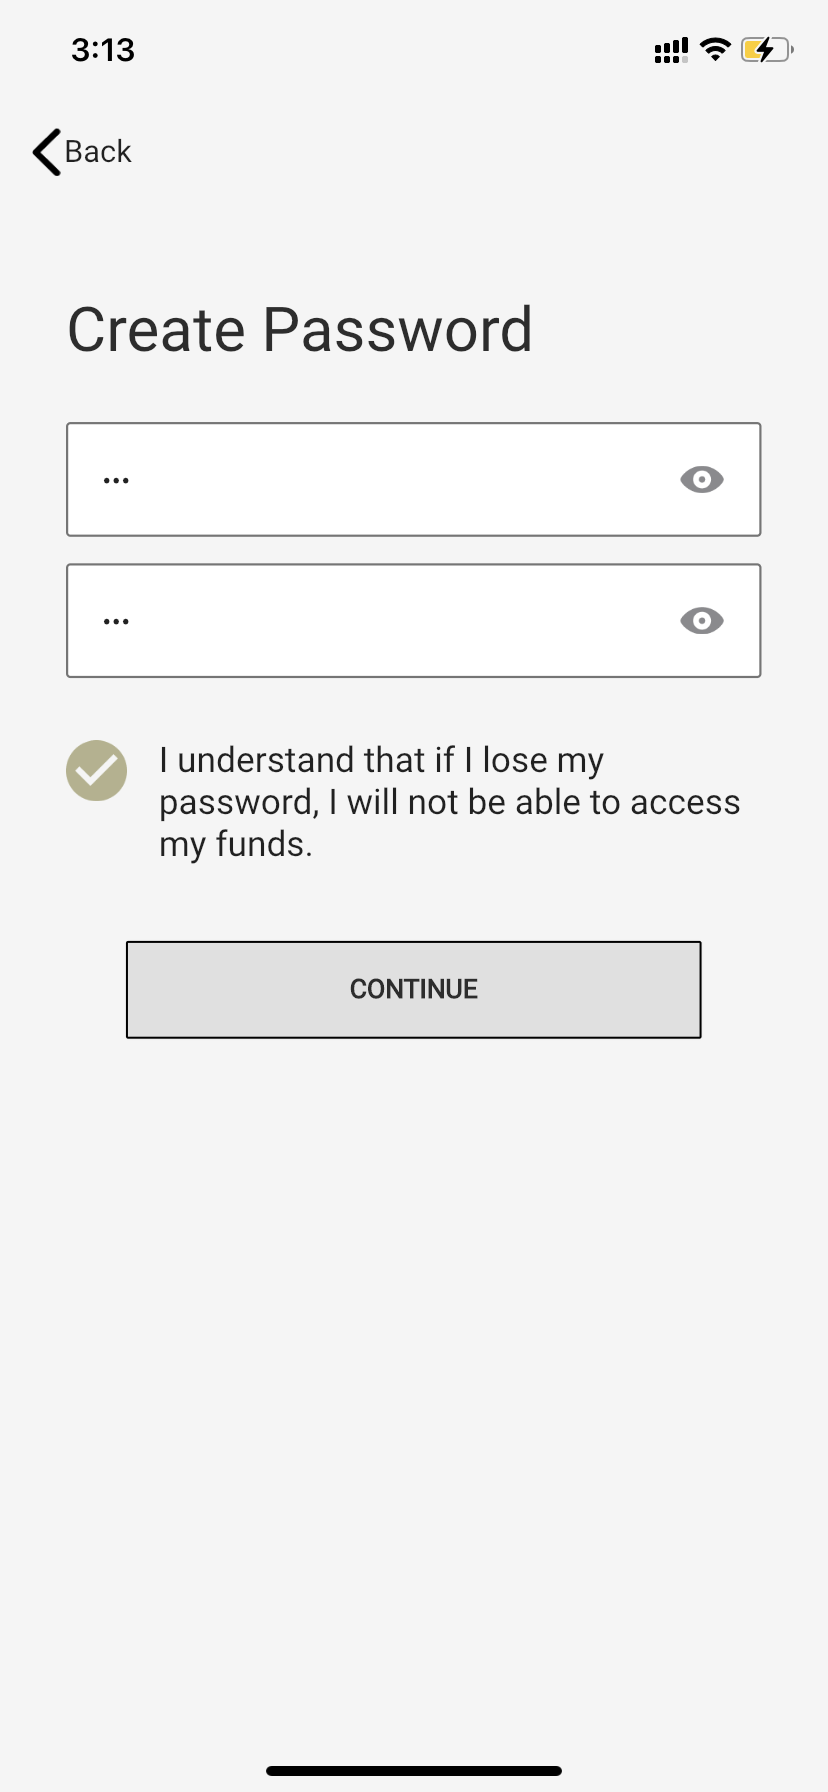 3:13
Back
Create Password
•••
•••
I understand that if I lose my
password, I will not be able to access
my funds.
CONTINUE